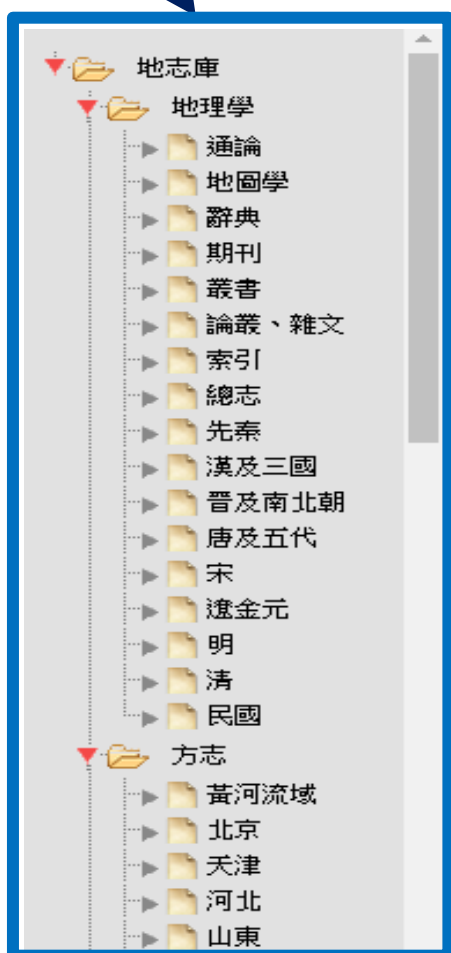 地志庫
地理學
通論
地圖學
辭典
期刊
叢書
論叢、雜文
索引
總志
先秦
漢及三國
晉及南北朝
唐及五代
宋
遼金元
明
清
民國
方志
黃河流域
北京
天津
河北
山東